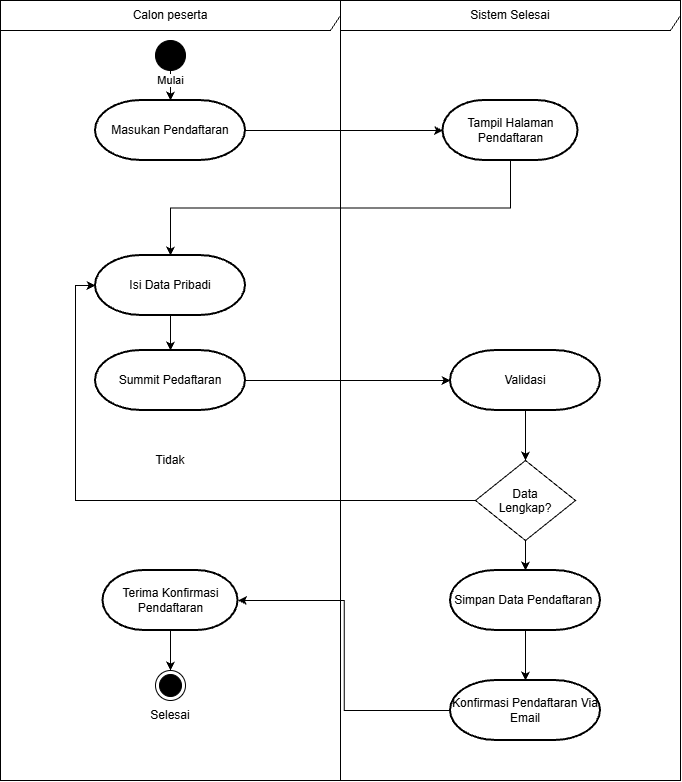 Calon peserta
Sistem Selesai
Mulai
Masukan Pendaftaran
Tampil Halaman
Pendaftaran
Isi Data Pribadi
Summit Pedaftaran
Validasi
Tidak
Data
Lengkap?
Terima Konfirmasi
Pendaftaran
Simpan Data Pendaftaran
Selesai
Konfirmasi Pendaftaran Via
Email